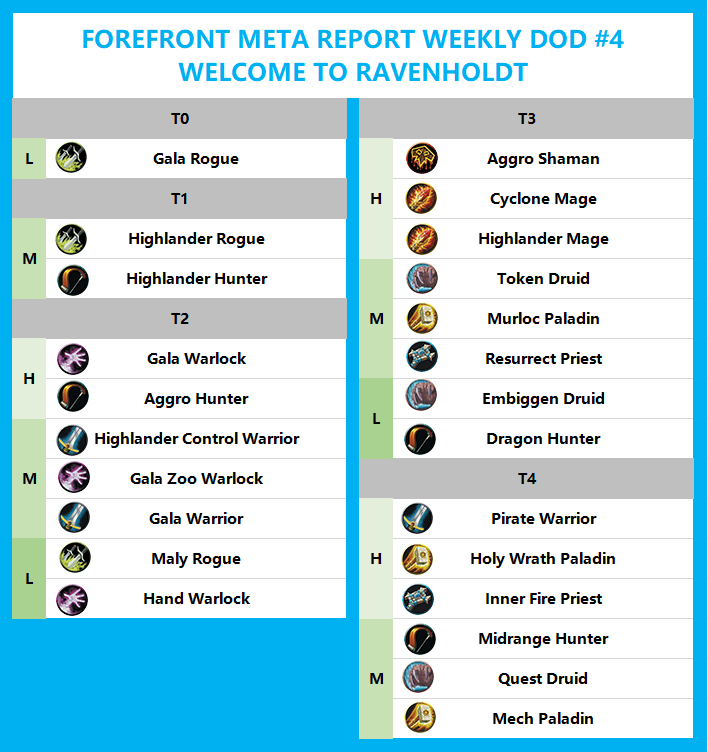 FOREFRONT META REPORT WEEKLY DOD #4
WELCOME TO RAVENHOLDT
T0
L
Gala Rogue
T1
M
Highlander Rogue
Highlander Hunter
T2
H
Gala Warlock
Aggro Hunter
M
Highlander Control Warrior
Gala Zoo Warlock
Gala Warrior
L
Maly Rogue
Hand Warlock
T3
H
Aggro Shaman
Cyclone Mage
Highlander Mage
M
Token Druid
Murloc Paladin
Resurrect Priest
L
Embiggen Druid
Dragon Hunter
T4
H
Pirate Warrior
Holy Wrath Paladin
Inner Fire Priest
M
Midrange Hunter
Quest Druid
Mech Paladin